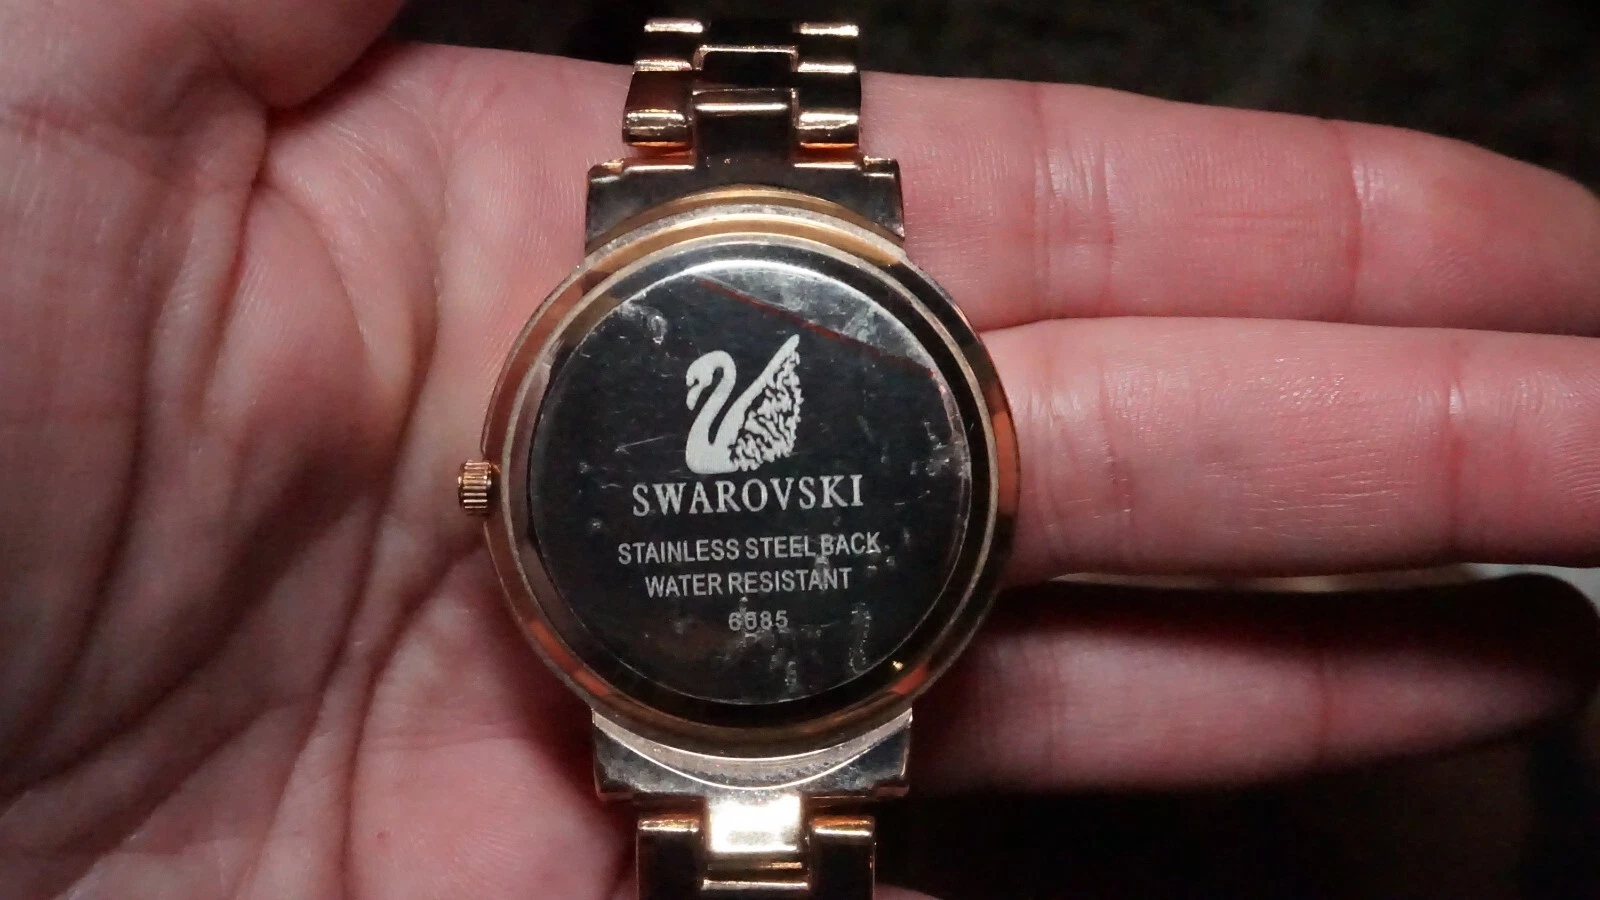 SWAROVSKI
STAINLESS STEEL BACK
WATER RESISTANT
6685